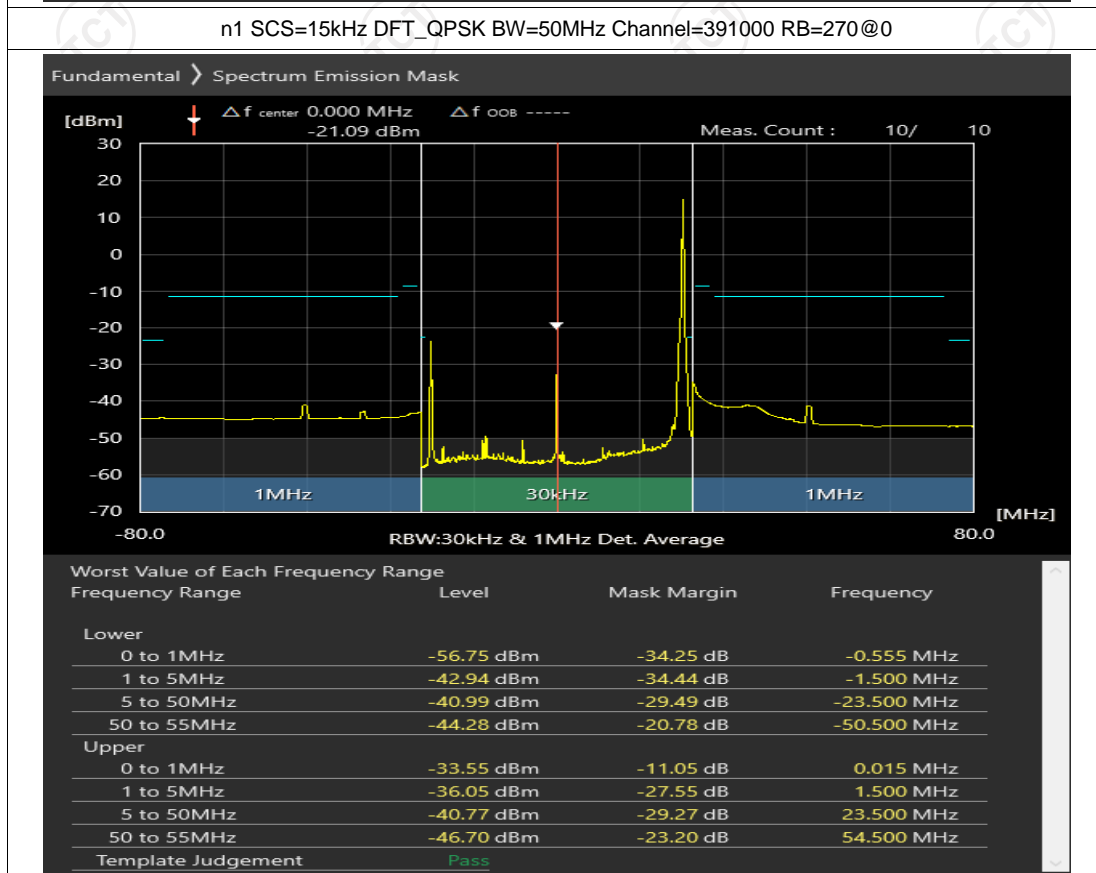 n1 SCS=15kHz DFT_QPSK BW=50MHz Channel=391000 RB=270@0
TCT TCT TCT TCT
Fundamental 〉 Spectrum Emission Mask
[dBm] △f center 0.000 MHz △f OOB -----
-21.09 dBm Meas. Count : 10/ 10
30
20
10
0
-10
-20
-30
-40
-50
-60
-70
1MHz 30kHz 1MHz
[MHz]
-80.0 RBW:30kHz & 1MHz Det. Average 80.0
Worst Value of Each Frequency Range
Frequency Range Level Mask Margin Frequency
Lower
0 to 1MHz -56.75 dBm -34.25 dB -0.555 MHz
1 to 5MHz -42.94 dBm -34.44 dB -1.500 MHz
5 to 50MHz -40.99 dBm -29.49 dB -23.500 MHz
50 to 55MHz -44.28 dBm -20.78 dB -50.500 MHz
Upper
0 to 1MHz -33.55 dBm -11.05 dB 0.015 MHz
1 to 5MHz -36.05 dBm -27.55 dB 1.500 MHz
5 to 50MHz -40.77 dBm -29.27 dB 23.500 MHz
50 to 55MHz -46.70 dBm -23.20 dB 54.500 MHz
Template Judgement Pass